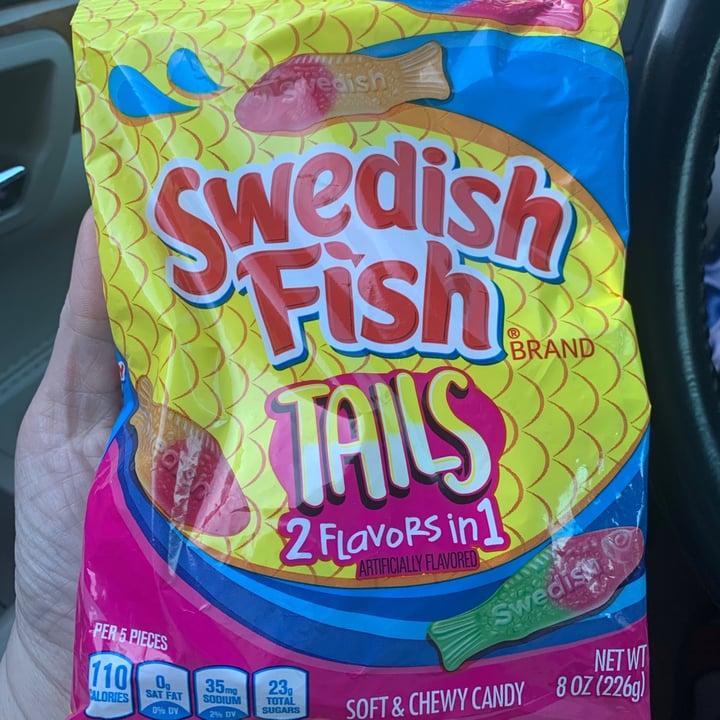 Swedish
Swedish
Fish
® BRAND
TAILS
2 FLavoRs in 1
ARTIFICIALLY FLAVORED
Swedish
PER 5 PIECES
110
CALORIES
0g
SAT FAT
0% DV
35mg
SODIUM
2% DV
23g
TOTAL
SUGARS
SOFT & CHEWY CANDY
NET WT
8 OZ (226g)